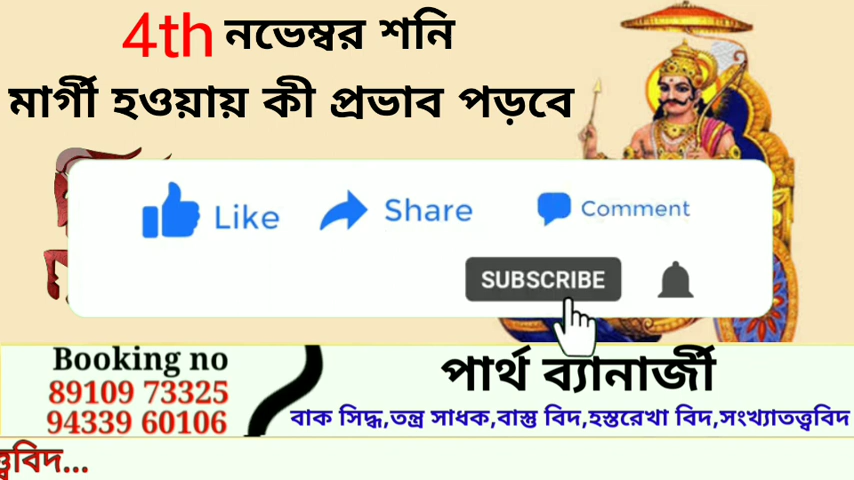 4th নভেম্বর শনি
মার্গী হওয়ায় কী প্রভাব পড়বে
Like
Share
Comment
SUBSCRIBE
Booking no
89109 73325
94339 60106
পার্থ ব্যানার্জী
বাক সিদ্ধ,তন্ত্র সাধক,বাস্তু বিদ,হস্তরেখা বিদ,সংখ্যাতত্ত্ববিদ
ত্ত্ববিদ...